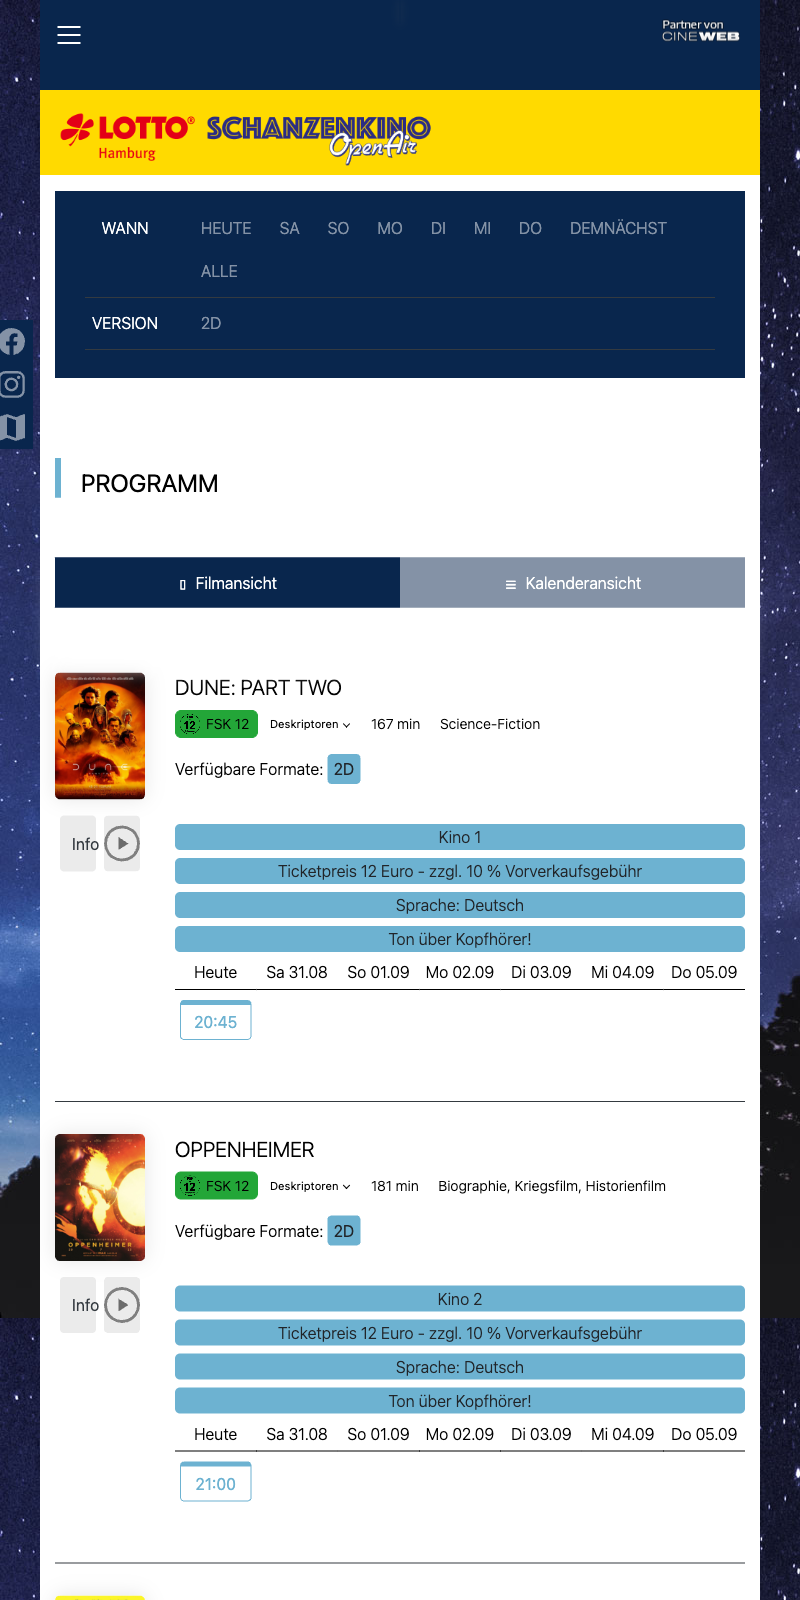 Partner von
CINEWEB
LOTTO®
Hamburg
SCHANZENKINO
OpenAir
WANN HEUTE SA SO MO DI MI DO DEMNÄCHST
ALLE
VERSION 2D
PROGRAMM
Filmansicht Kalenderansicht
DUNE: PART TWO
12 FSK 12 Deskriptoren 167 min Science-Fiction
Verfügbare Formate: 2D
DUNE
Info
Kino 1
Ticketpreis 12 Euro - zzgl. 10 % Vorverkaufsgebühr
Sprache: Deutsch
Ton über Kopfhörer!
Heute Sa 31.08 So 01.09 Mo 02.09 Di 03.09 Mi 04.09 Do 05.09
20:45
OPPENHEIMER
12 FSK 12 Deskriptoren 181 min Biographie, Kriegsfilm, Historienfilm
Verfügbare Formate: 2D
OPPENHEIMER
Info
Kino 2
Ticketpreis 12 Euro - zzgl. 10 % Vorverkaufsgebühr
Sprache: Deutsch
Ton über Kopfhörer!
Heute Sa 31.08 So 01.09 Mo 02.09 Di 03.09 Mi 04.09 Do 05.09
21:00